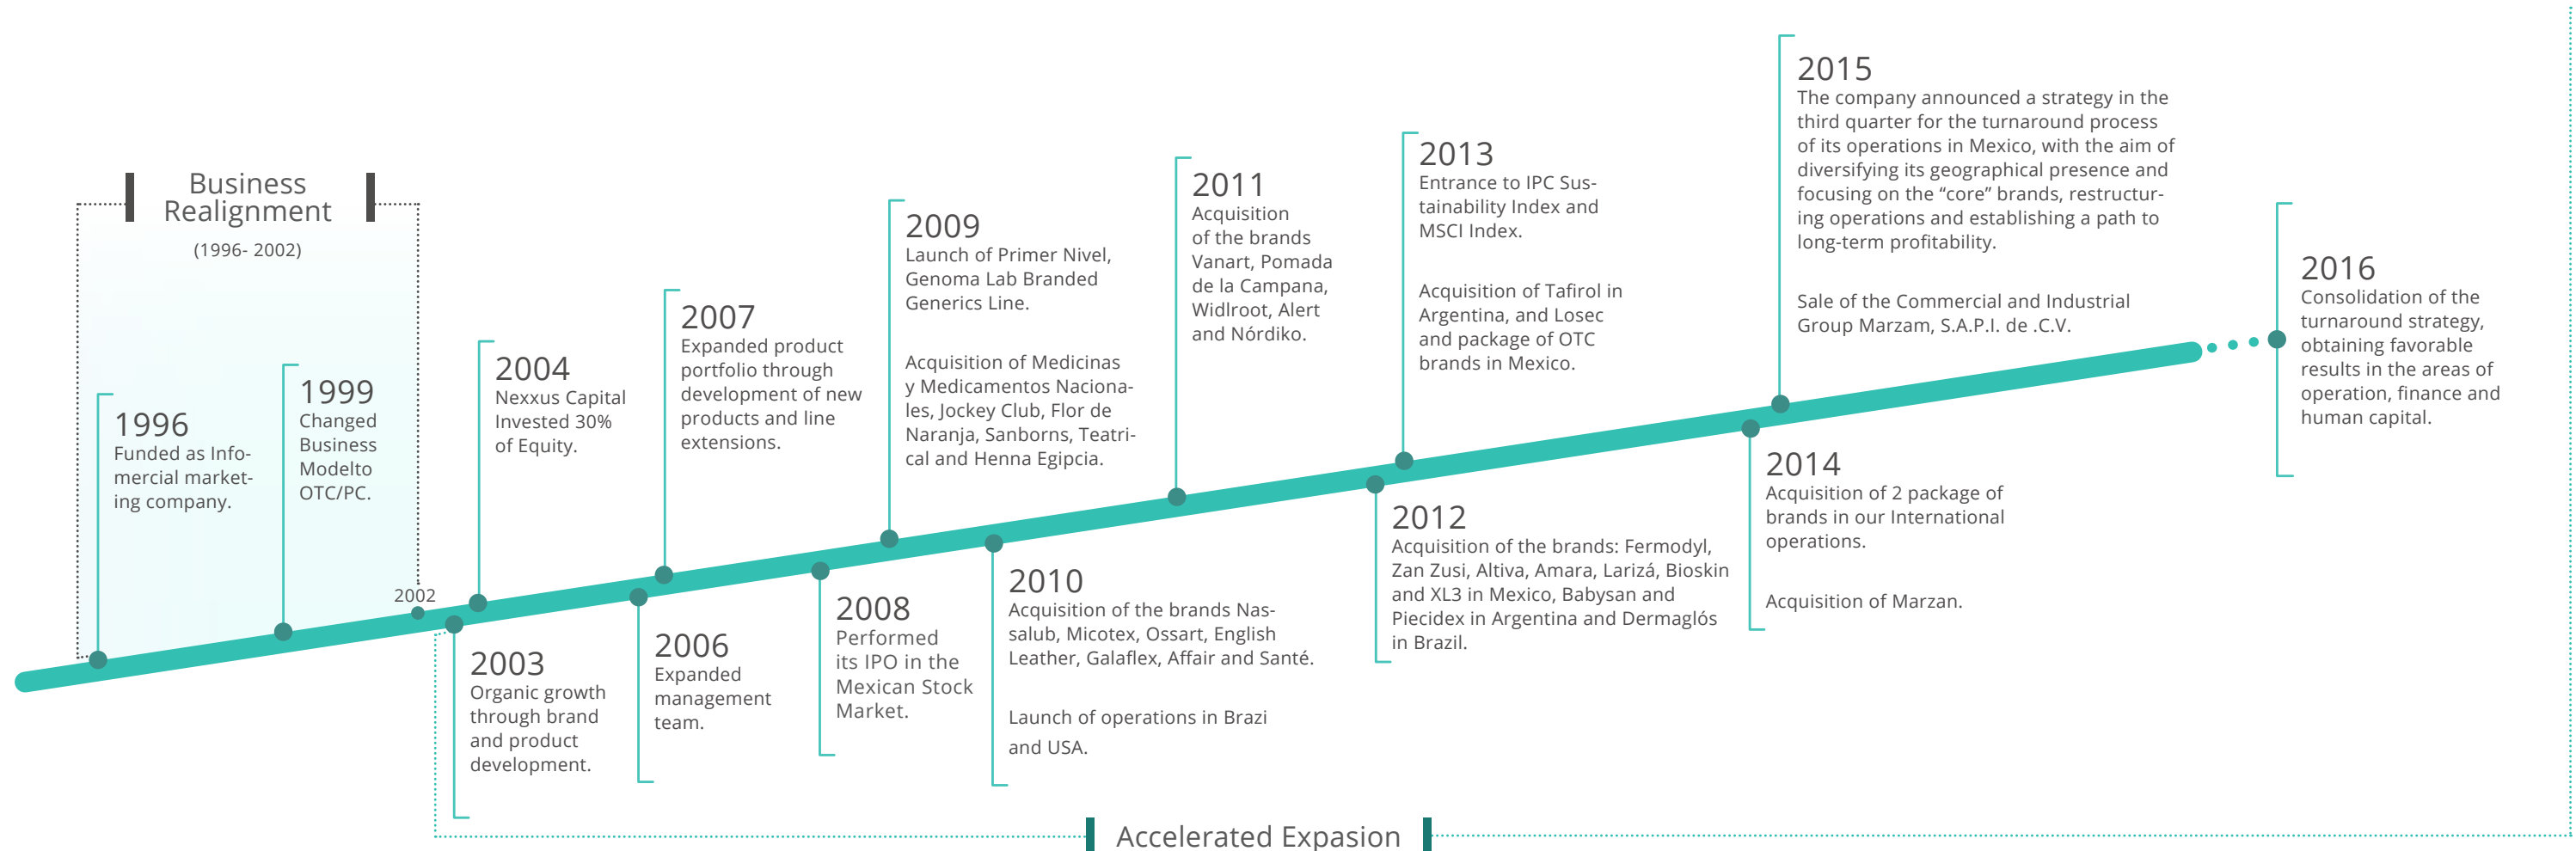 Business
Realignment
(1996- 2002)
1996
Funded as Info-
mercial market-
ing company.
1999
Changed
Business
Modelto
OTC/PC.
2002
2003
Organic growth
through brand
and product
development.
2004
Nexxus Capital
Invested 30%
of Equity.
2006
Expanded
management
team.
2007
Expanded product
portfolio through
development of new
products and line
extensions.
2008
Performed
its IPO in the
Mexican Stock
Market.
2009
Launch of Primer Nivel,
Genoma Lab Branded
Generics Line.
Acquisition of Medicinas
y Medicamentos Naciona-
les, Jockey Club, Flor de
Naranja, Sanborns, Teatri-
cal and Henna Egipcia.
2010
Acquisition of the brands Nas-
salub, Micotex, Ossart, English
Leather, Galaflex, Affair and Santé.
Launch of operations in Brazi
and USA.
2011
Acquisition
of the brands
Vanart, Pomada
de la Campana,
Widlroot, Alert
and Nórdiko.
2012
Acquisition of the brands: Fermodyl,
Zan Zusi, Altiva, Amara, Larizá, Bioskin
and XL3 in Mexico, Babysan and
Piecidex in Argentina and Dermaglós
in Brazil.
2013
Entrance to IPC Sus-
tainability Index and
MSCI Index.
Acquisition of Tafirol in
Argentina, and Losec
and package of OTC
brands in Mexico.
2014
Acquisition of 2 package of
brands in our International
operations.
Acquisition of Marzan.
2015
The company announced a strategy in the
third quarter for the turnaround process
of its operations in Mexico, with the aim of
diversifying its geographical presence and
focusing on the “core” brands, restructur-
ing operations and establishing a path to
long-term profitability.
Sale of the Commercial and Industrial
Group Marzam, S.A.P.I. de .C.V.
2016
Consolidation of the
turnaround strategy,
obtaining favorable
results in the areas of
operation, finance and
human capital.
Accelerated Expasion